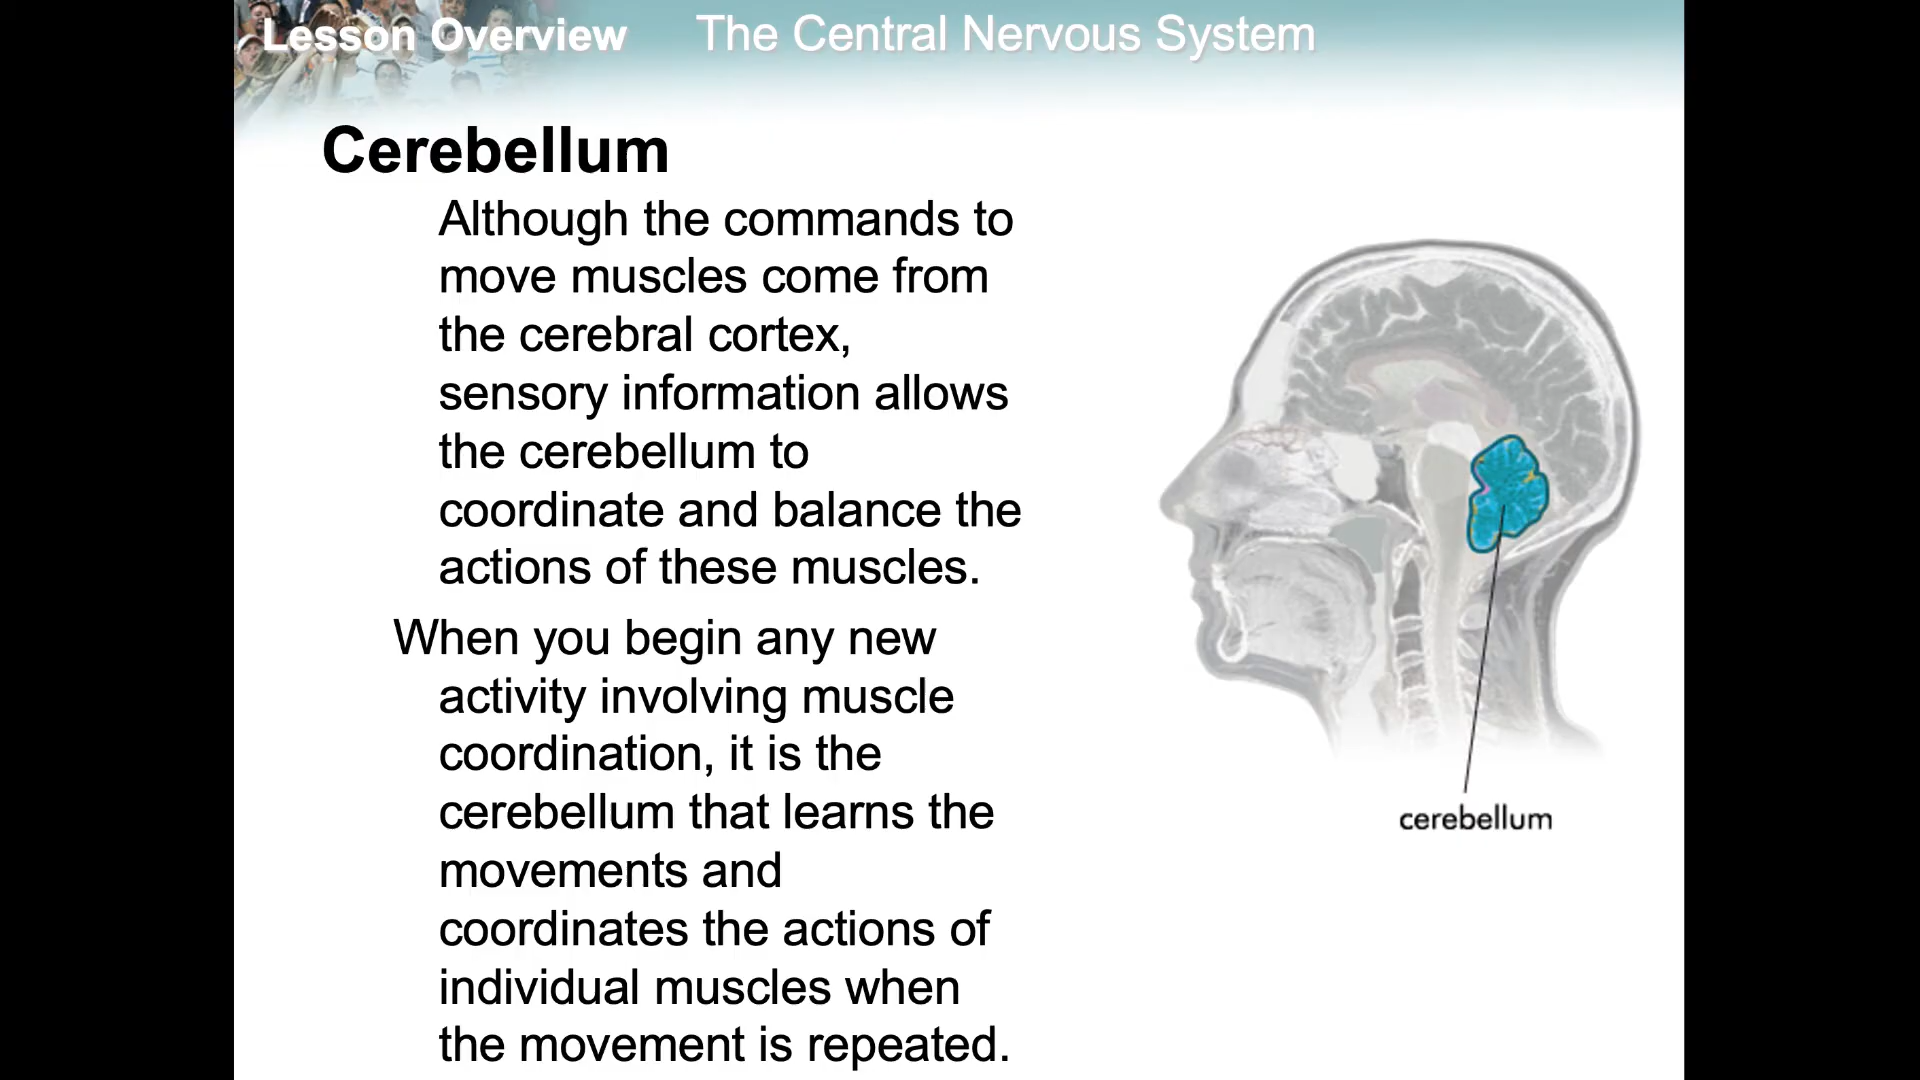 Lesson Overview The Central Nervous System
Cerebellum
Although the commands to
move muscles come from
the cerebral cortex,
sensory information allows
the cerebellum to
coordinate and balance the
actions of these muscles.
When you begin any new
activity involving muscle
coordination, it is the
cerebellum that learns the
movements and
coordinates the actions of
individual muscles when
the movement is repeated.
cerebellum